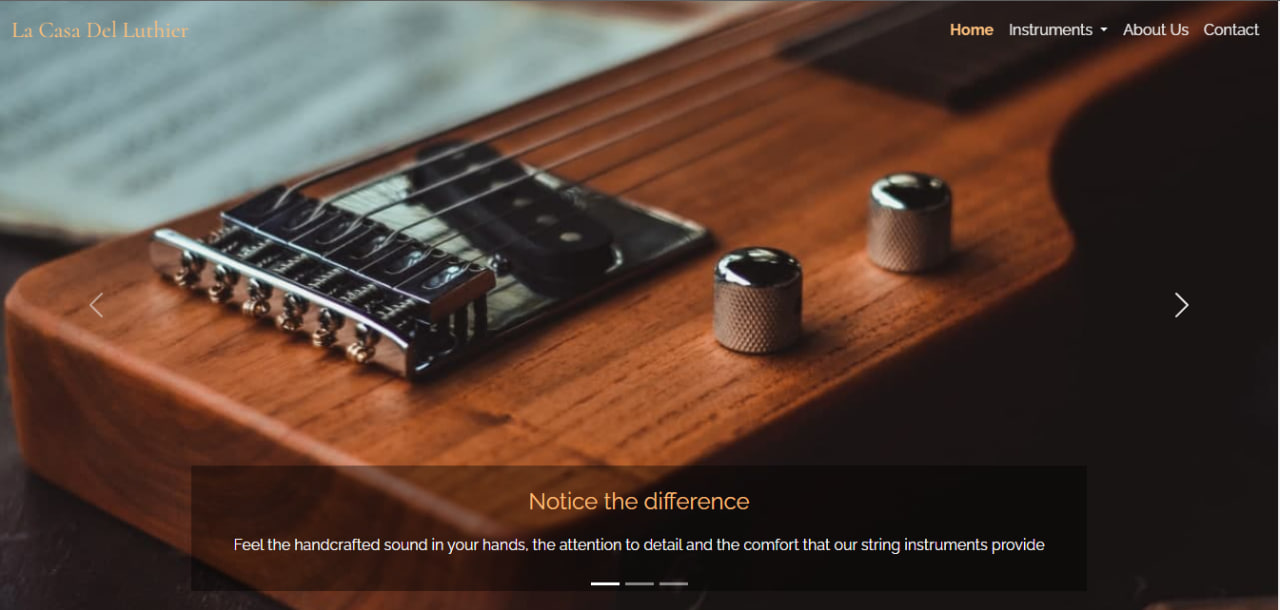 La Casa Del Luthier
Home Instruments About Us Contact
Notice the difference
Feel the handcrafted sound in your hands, the attention to detail and the comfort that our string instruments provide